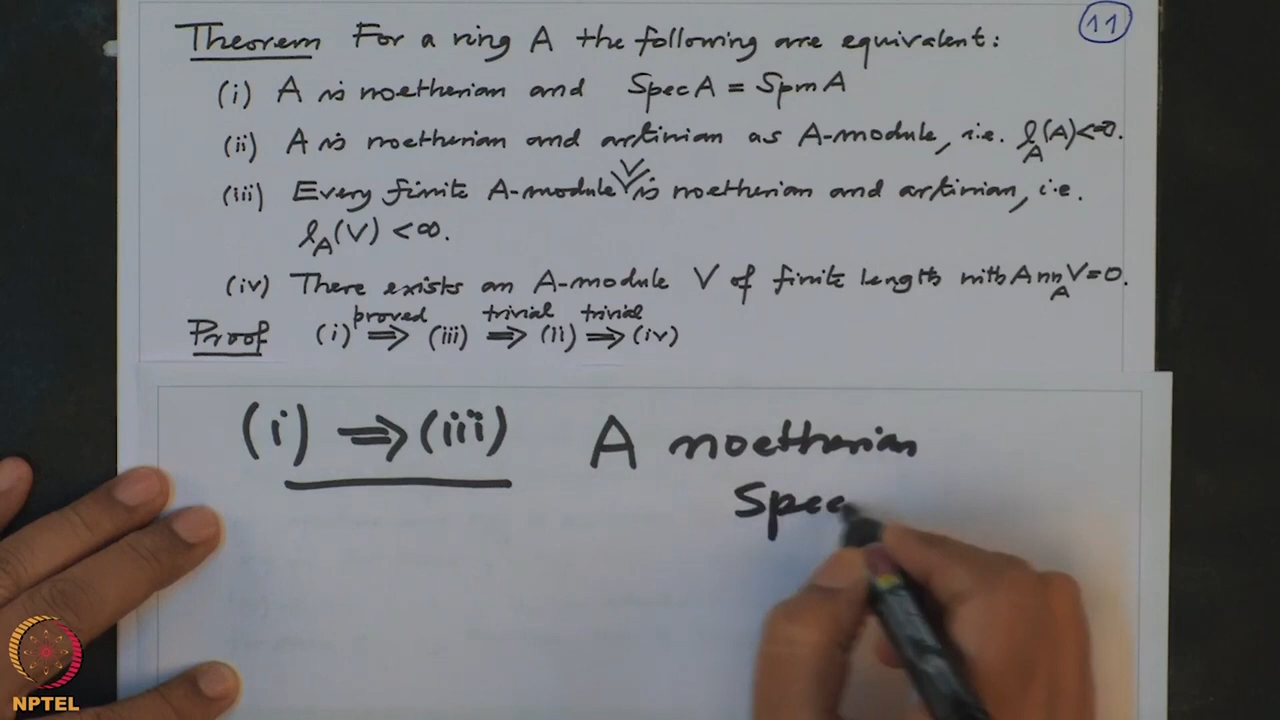 11
Theorem For a ring A the following are equivalent:
(i) A is noetherian and Spec A = Spm A
(ii) A is noetherian and artinian as A-module, i.e. ℓ_A(A) < ∞.
(iii) Every finite A-module V is noetherian and artinian, i.e.
ℓ_A(V) < ∞.
(iv) There exists an A-module V of finite length with Ann_A V = 0.
Proof (i) proved ⟹ (iii) trivial ⟹ (ii) trivial ⟹ (iv)
(i) ⟹ (iii) A noetherian
Spec
NPTEL